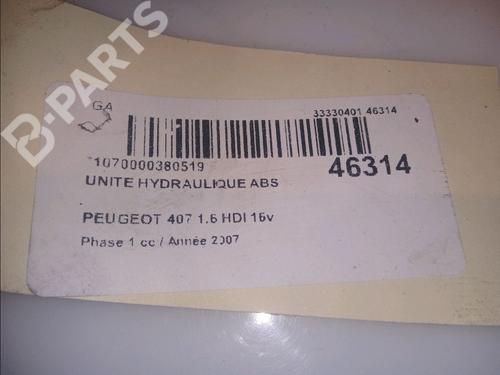 B-PARTS
GA
33330401 46314
1070000380519
46314
UNITE HYDRAULIQUE ABS
PEUGEOT 407 1.6 HDI 16v
Phase 1 cc / Année 2007